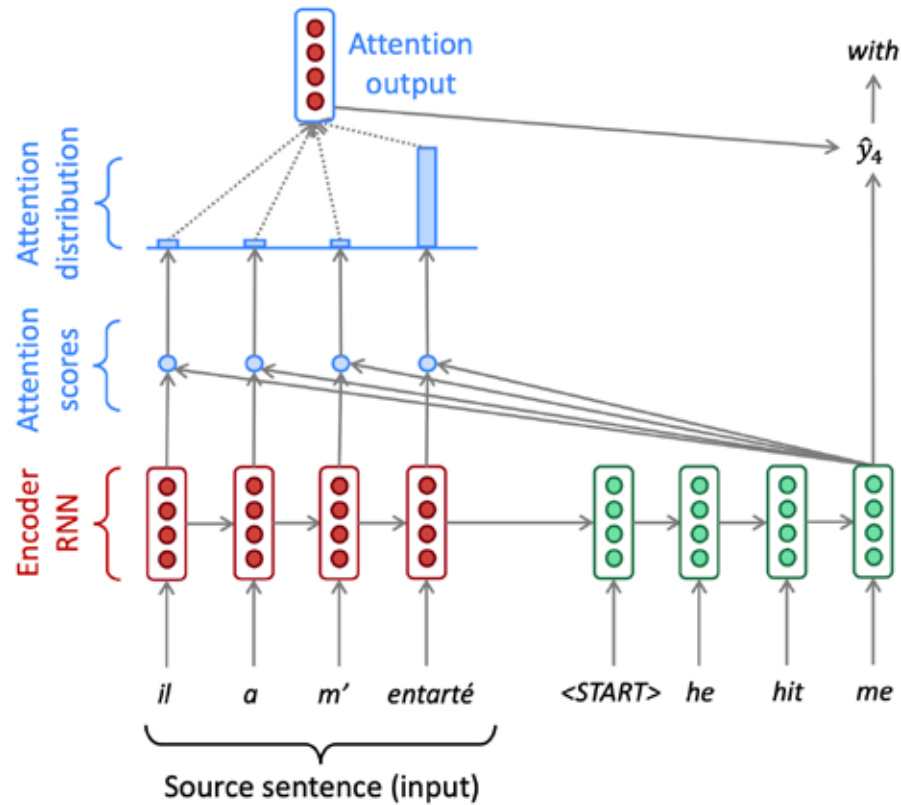 Attention
output
with
ŷ₄
Attention
distribution
Attention
scores
Encoder
RNN
il a m' entarté <START> he hit me
Source sentence (input)